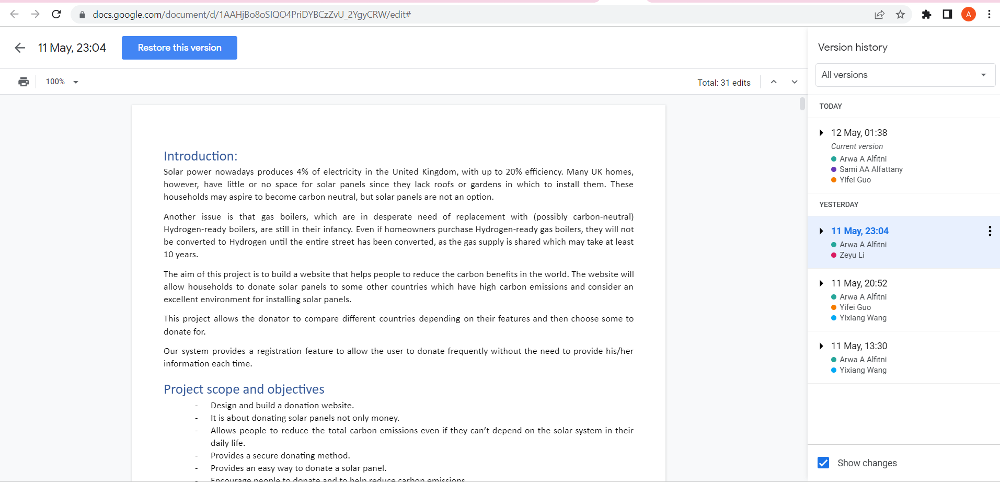 docs.google.com/document/d/1AAHjBo8oSIQO4PriDYBCzZvU_2YgyCRW/edit#
A
11 May, 23:04
Restore this version
100%
Total: 31 edits
Introduction:
Solar power nowadays produces 4% of electricity in the United Kingdom, with up to 20% efficiency. Many UK homes,
however, have little or no space for solar panels since they lack roofs or gardens in which to install them. These
households may aspire to become carbon neutral, but solar panels are not an option.
Another issue is that gas boilers, which are in desperate need of replacement with (possibly carbon-neutral)
Hydrogen-ready boilers, are still in their infancy. Even if homeowners purchase Hydrogen-ready gas boilers, they will not
be converted to Hydrogen until the entire street has been converted, as the gas supply is shared which may take at least
10 years.
The aim of this project is to build a website that helps people to reduce the carbon benefits in the world. The website will
allow households to donate solar panels to some other countries which have high carbon emissions and consider an
excellent environment for installing solar panels.
This project allows the donator to compare different countries depending on their features and then choose some to
donate for.
Our system provides a registration feature to allow the user to donate frequently without the need to provide his/her
information each time.
Project scope and objectives
- Design and build a donation website.
- It is about donating solar panels not only money.
- Allows people to reduce the total carbon emissions even if they can’t depend on the solar system in their
daily life.
- Provides a secure donating method.
- Provides an easy way to donate a solar panel.
- Encourage people to donate and to help reduce carbon emissions
Version history
All versions
TODAY
12 May, 01:38
Current version
Arwa A Alfitni
Sami AA Alfattany
Yifei Guo
YESTERDAY
11 May, 23:04
Arwa A Alfitni
Zeyu Li
11 May, 20:52
Arwa A Alfitni
Yifei Guo
Yixiang Wang
11 May, 13:30
Arwa A Alfitni
Yixiang Wang
Show changes